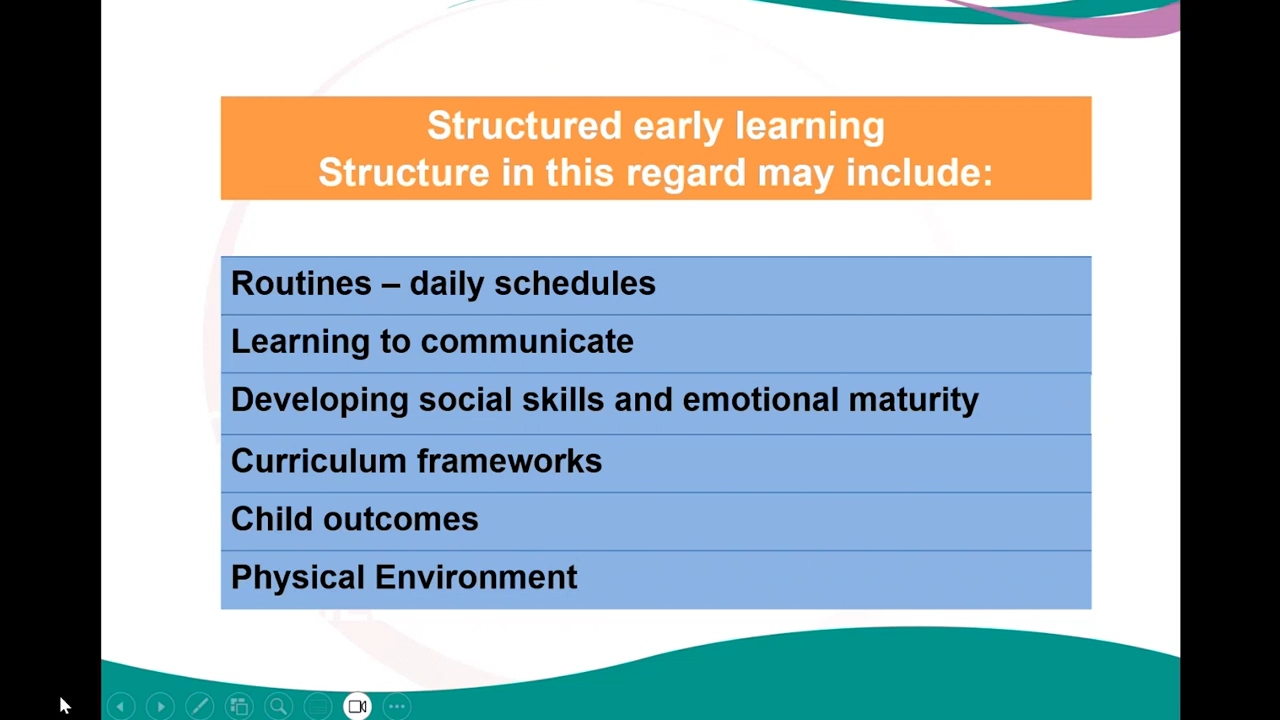 Structured early learning
Structure in this regard may include:
Routines – daily schedules
Learning to communicate
Developing social skills and emotional maturity
Curriculum frameworks
Child outcomes
Physical Environment